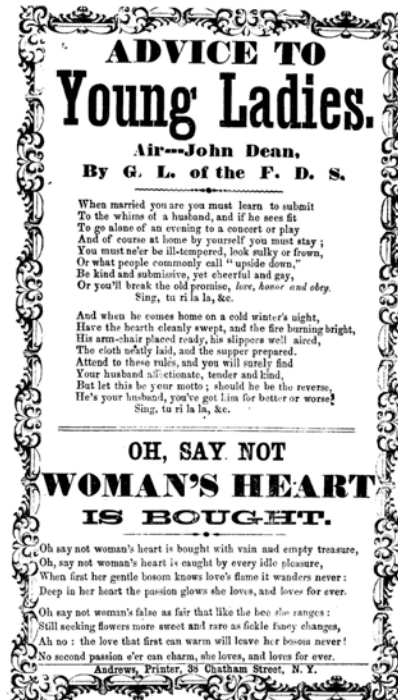 ADVICE TO
Young Ladies.
Air---John Dean,
By G. L. of the F. D. S.
When married you are you must learn to submit
To the whims of a husband, and if he sees fit
To go alone of an evening to a concert or play
And of course at home by yourself you must stay ;
You must ne'er be ill-tempered, look sulky or frown,
Or what people commonly call "upside down,"
Be kind and submissive, yet cheerful and gay,
Or you'll break the old promise, love, honor and obey.
Sing, tu ri la la, &c.
And when he comes home on a cold winter's night,
Have the hearth cleanly swept, and the fire burning bright,
His arm-chair placed ready, his slippers well aired,
The cloth neatly laid, and the supper prepared.
Attend to these rules, and you will surely find
Your husband affectionate, tender and kind,
But let this be your motto ; should he be the reverse,
He's your husband, you've got him for better or worse!
Sing, tu ri la la, &c.
OH, SAY NOT
WOMAN'S HEART
IS BOUGHT.
Oh say not woman's heart is bought with vain and empty treasure,
Oh, say not woman's heart is caught by every idle pleasure,
When first her gentle bosom knows love's flame it wanders never :
Deep in her heart the passion glows she loves, and loves for ever.
Oh say not woman's false as fair that like the bee she ranges :
Still seeking flowers more sweet and rare as fickle fancy changes,
Ah no : the love that first can warm will leave her bosom never !
No second passion e'er can charm, she loves, and loves for ever.
Andrews, Printer, 38 Chatham Street, N. Y.